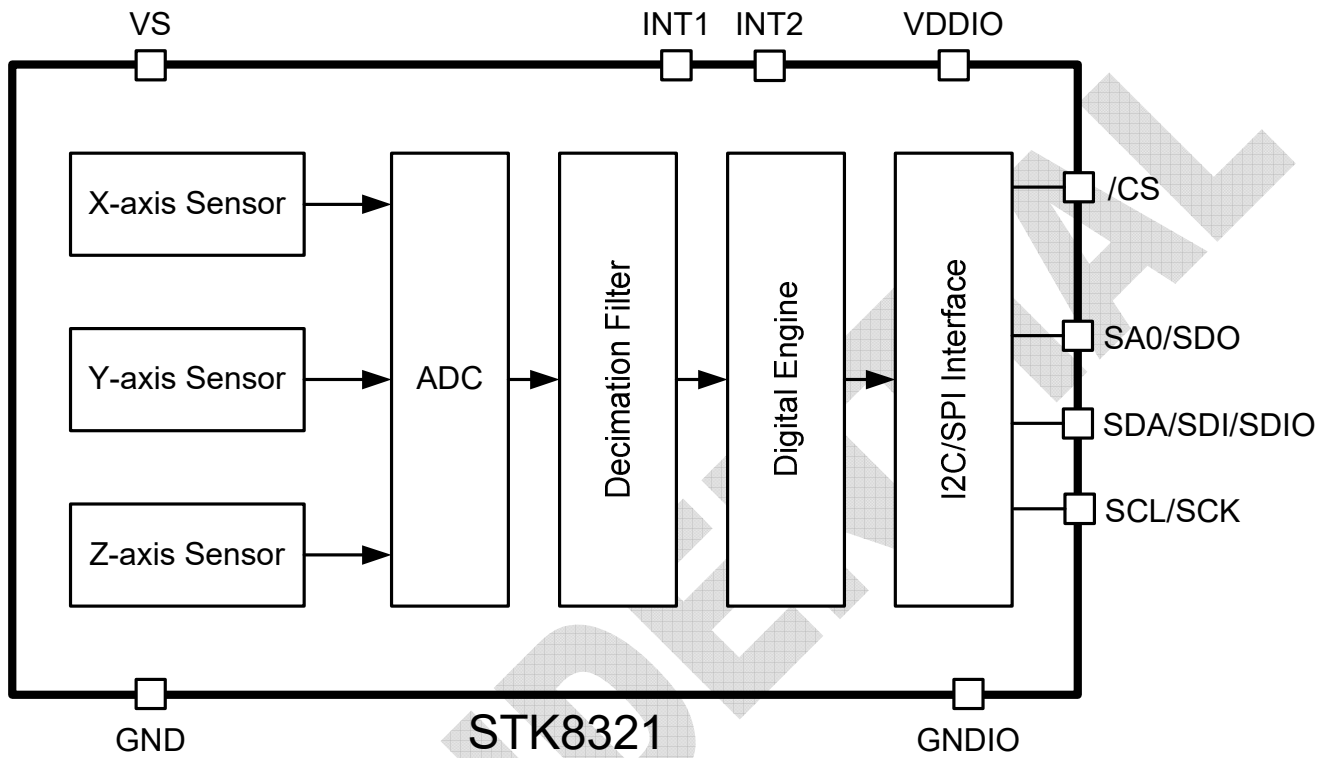 VS
INT1
INT2
VDDIO
X-axis Sensor
Y-axis Sensor
Z-axis Sensor
ADC
Decimation Filter
Digital Engine
I2C/SPI Interface
/CS
SA0/SDO
SDA/SDI/SDIO
SCL/SCK
GND
STK8321
GNDIO